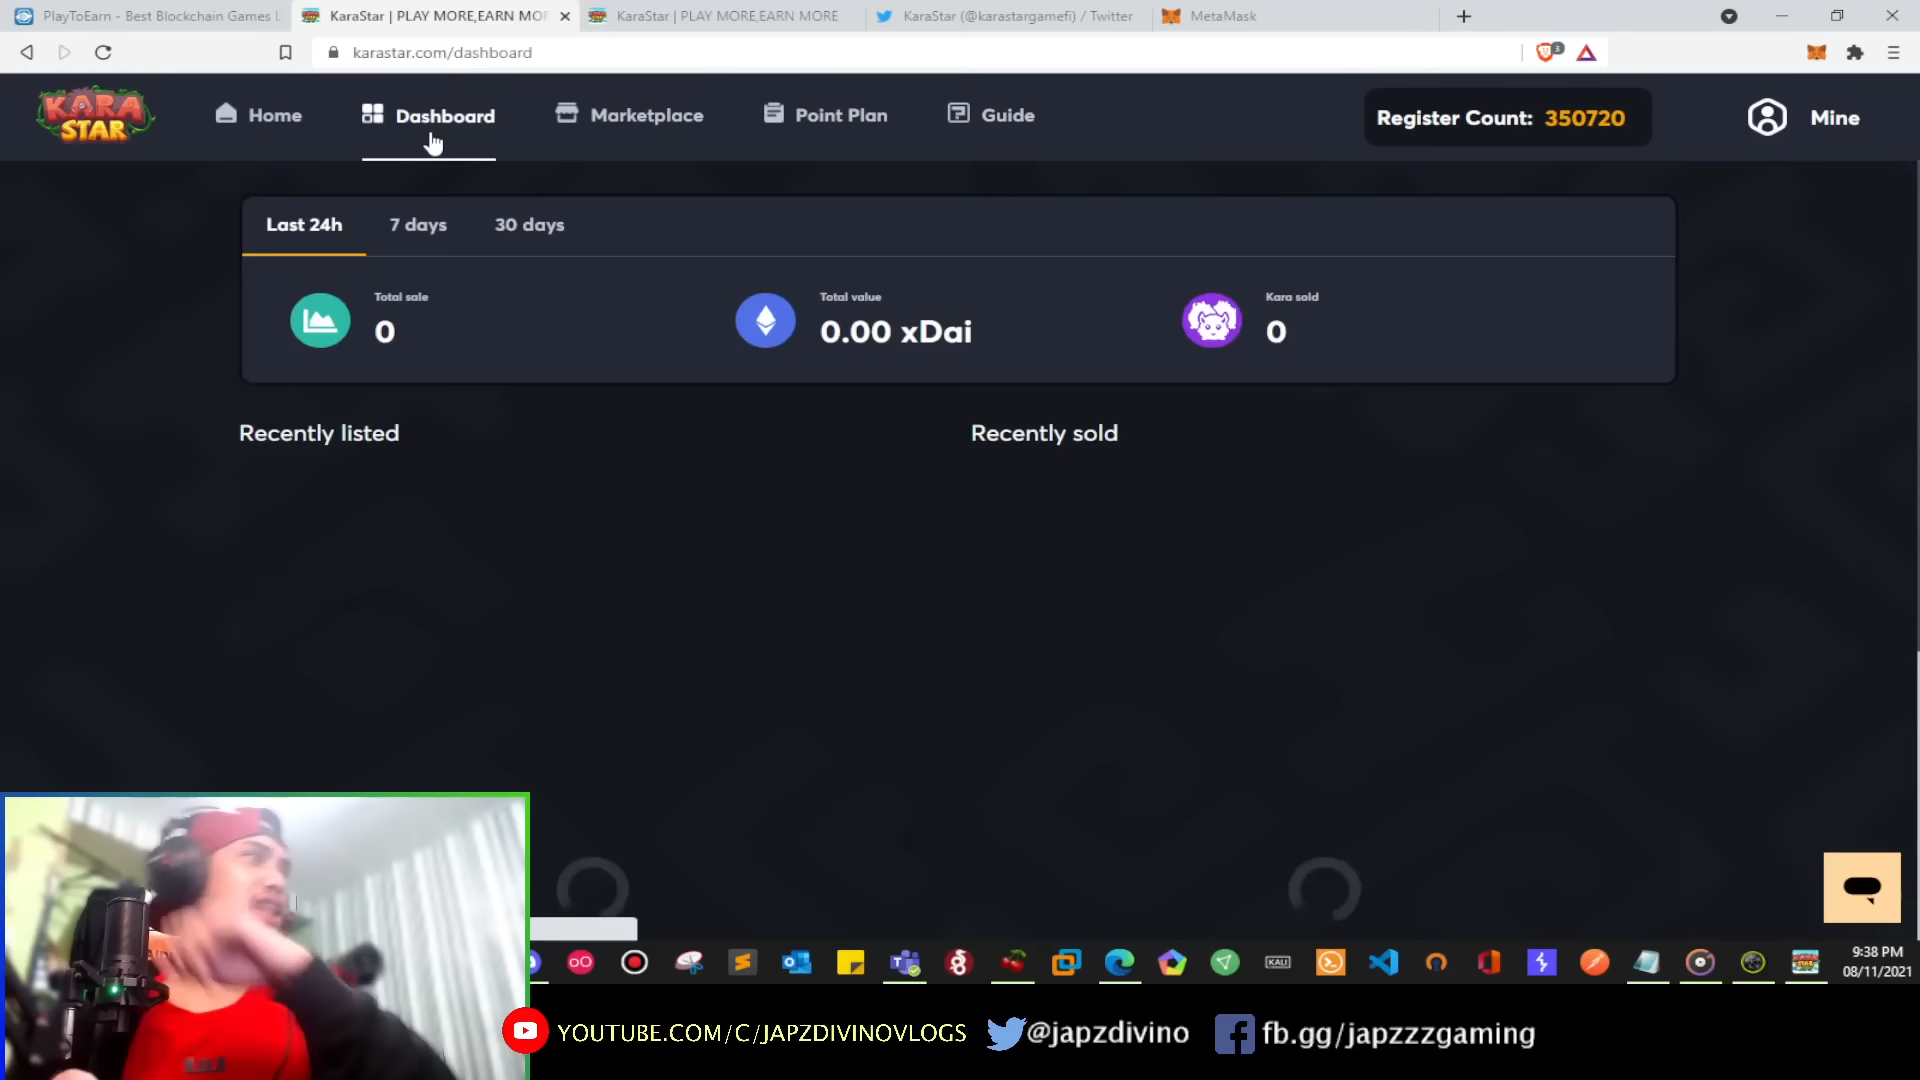 PlayToEarn - Best Blockchain Games L
KaraStar | PLAY MORE,EARN MOR
KaraStar | PLAY MORE,EARN MORE
KaraStar (@karastargamefi) / Twitter
MetaMask
karastar.com/dashboard
3
KARA STAR
Home
Dashboard
Marketplace
Point Plan
Guide
Register Count: 350720
Mine
Last 24h
7 days
30 days
Total sale
0
Total value
0.00 xDai
Kara sold
0
Recently listed
Recently sold
KALI
9:38 PM
08/11/2021
YOUTUBE.COM/C/JAPZDIVINOVLOGS
@japzdivino
fb.gg/japzzzgaming